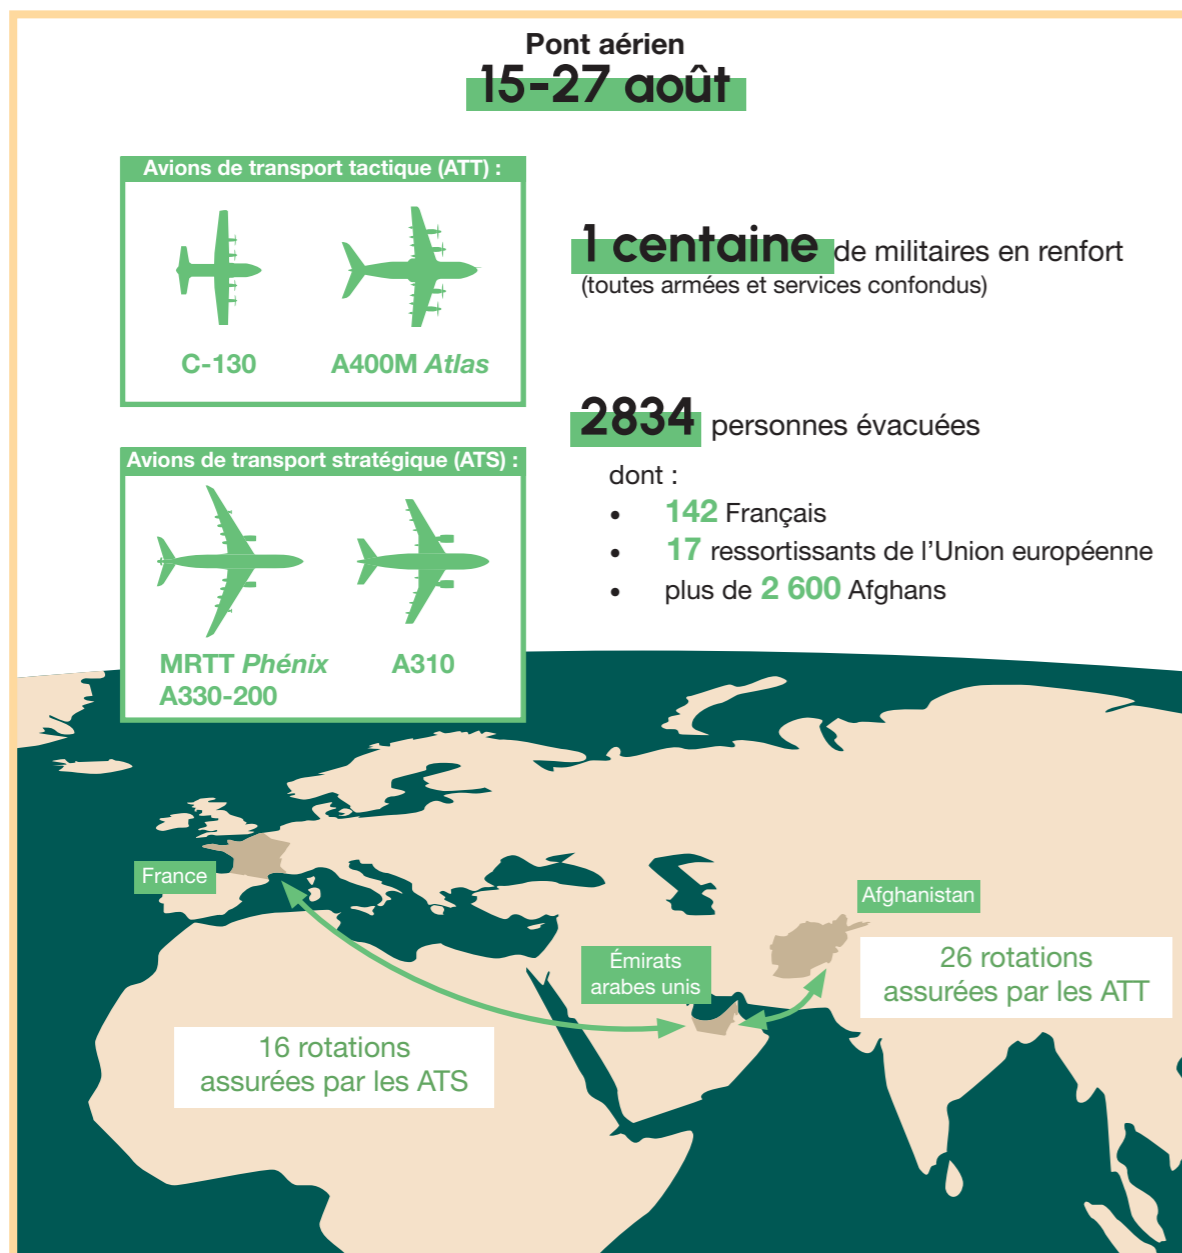 Pont aérien
15-27 août
Avions de transport tactique (ATT) :
C-130
A400M Atlas
Avions de transport stratégique (ATS) :
MRTT Phénix
A330-200
A310
1 centaine de militaires en renfort
(toutes armées et services confondus)
2834 personnes évacuées
dont :
• 142 Français
• 17 ressortissants de l’Union européenne
• plus de 2 600 Afghans
France
Afghanistan
Émirats
arabes unis
26 rotations
assurées par les ATT
16 rotations
assurées par les ATS